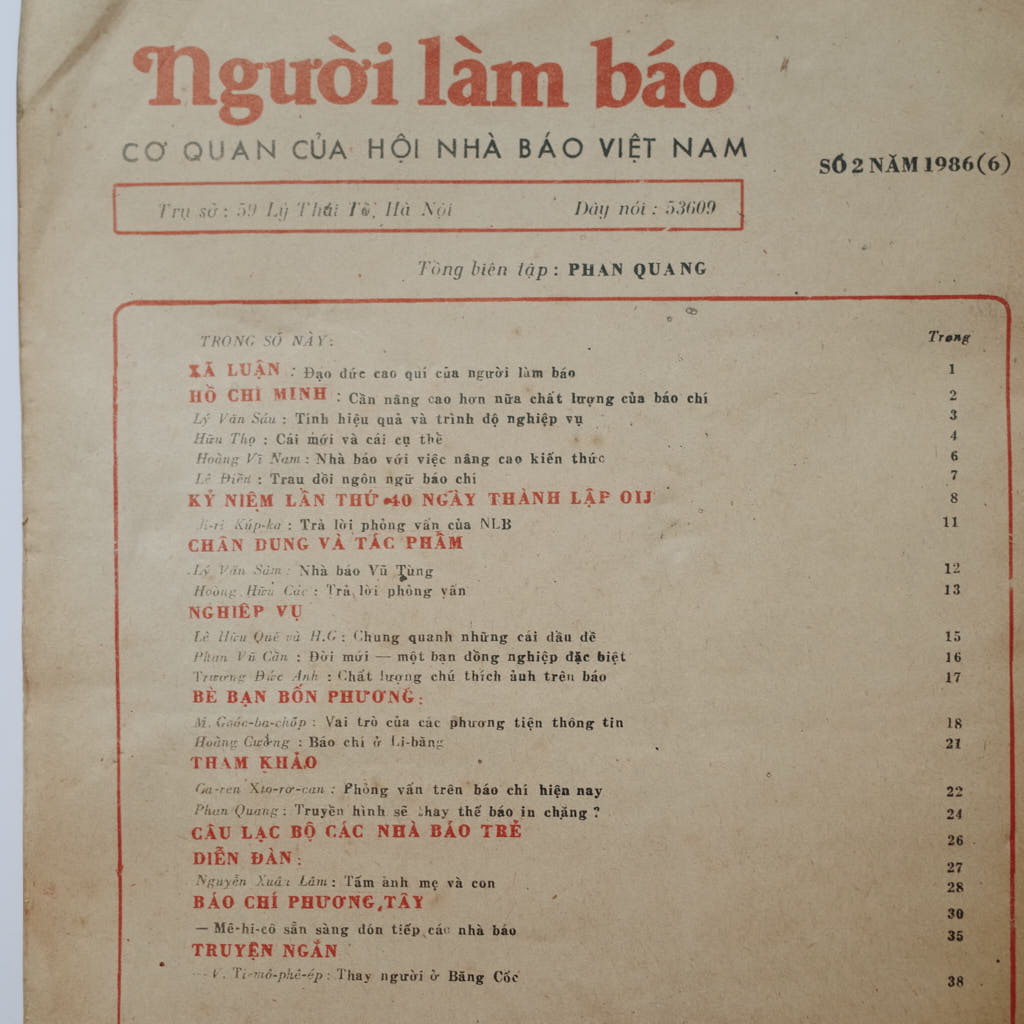 Người làm báo
CƠ QUAN CỦA HỘI NHÀ BÁO VIỆT NAM
SỐ 2 NĂM 1986 (6)
Trụ sở : 59 Lý Thái Tổ, Hà Nội Dây nói : 53609
Tổng biên tập : PHAN QUANG
TRONG SỐ NÀY: Trang
XÃ LUẬN : Đạo đức cao quí của người làm báo 1
HỒ CHÍ MINH : Cần nâng cao hơn nữa chất lượng của báo chí 2
Lý Văn Sáu : Tính hiệu quả và trình độ nghiệp vụ 3
Hữu Thọ : Cái mới và cái cụ thể 4
Hoàng Vĩ Nam : Nhà báo với việc nâng cao kiến thức 6
Lê Điền : Trau dồi ngôn ngữ báo chí 7
KỶ NIỆM LẦN THỨ 40 NGÀY THÀNH LẬP OIJ 8
Ji-ri Kúp-ka : Trả lời phỏng vấn của NLB 11
CHÂN DUNG VÀ TÁC PHẨM
Lý Văn Sâm : Nhà báo Vũ Tùng 12
Hoàng Hữu Các : Trả lời phỏng vấn 13
NGHIỆP VỤ
Lê Hữu Quế và H.G : Chung quanh những cái đầu đề 15
Phan Vũ Cần : Đời mới — một bạn đồng nghiệp đặc biệt 16
Trương Đức Anh : Chất lượng chú thích ảnh trên báo 17
BÈ BẠN BỐN PHƯƠNG :
M. Goóc-ba-chốp : Vai trò của các phương tiện thông tin 18
Hoàng Cường : Báo chí ở Li-băng 21
THAM KHẢO
Ga-ren Xto-rơ-can : Phỏng vấn trên báo chí hiện nay 22
Phan Quang : Truyền hình sẽ thay thế báo in chăng ? 24
CÂU LẠC BỘ CÁC NHÀ BÁO TRẺ 26
DIỄN ĐÀN : 27
Nguyễn Xuân Lâm : Tấm ảnh mẹ và con 28
BÁO CHÍ PHƯƠNG TÂY 30
— Mê-hi-cô sẵn sàng đón tiếp các nhà báo 35
TRUYỆN NGẮN
— V. Ti-mô-phê-ép : Thay người ở Băng Cốc 38